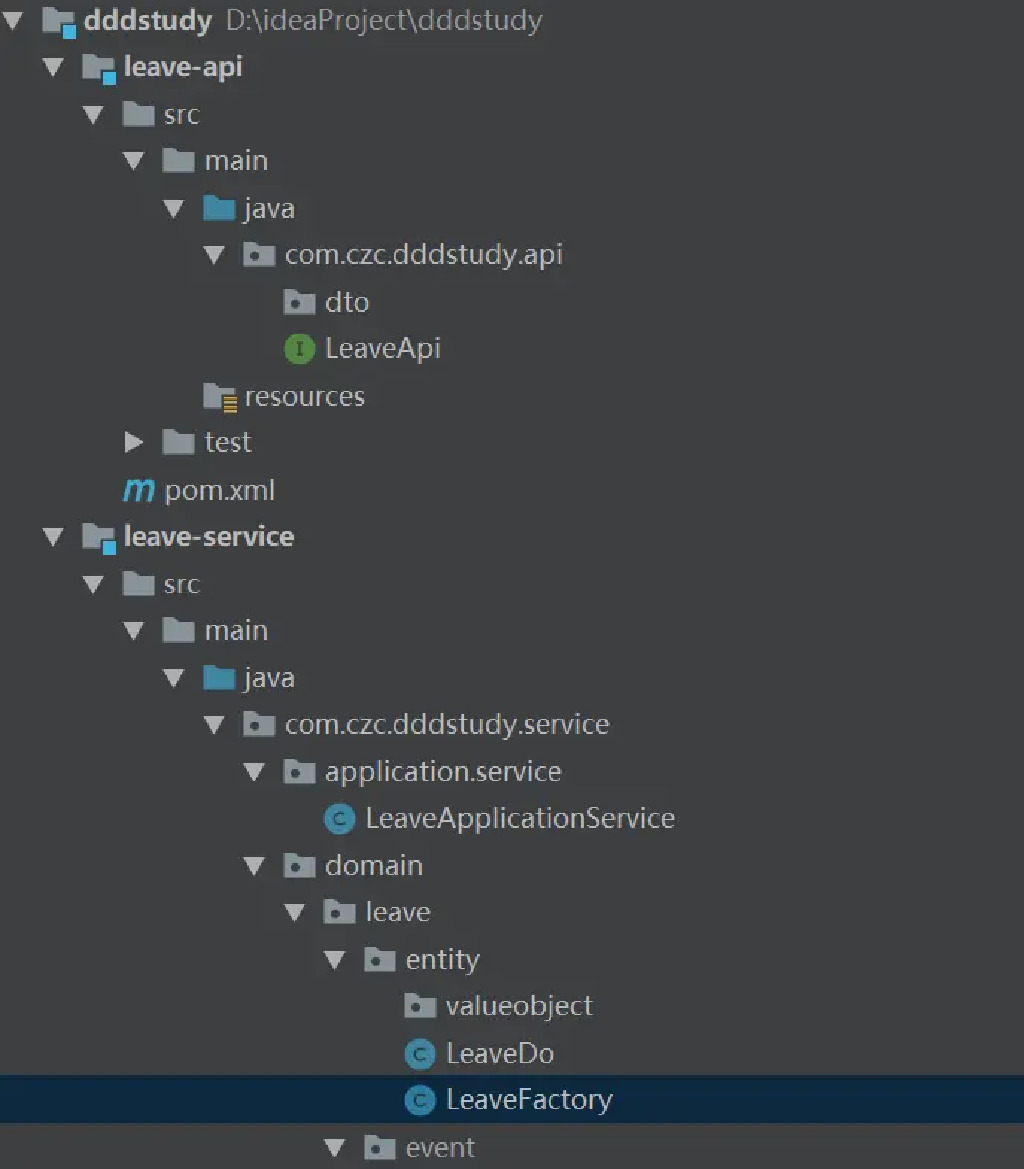 dddstudy D:\ideaProject\dddstudy
leave-api
src
main
java
com.czc.dddstudy.api
dto
I LeaveApi
resources
test
m pom.xml
leave-service
src
main
java
com.czc.dddstudy.service
application.service
C LeaveApplicationService
domain
leave
entity
valueobject
C LeaveDo
C LeaveFactory
event